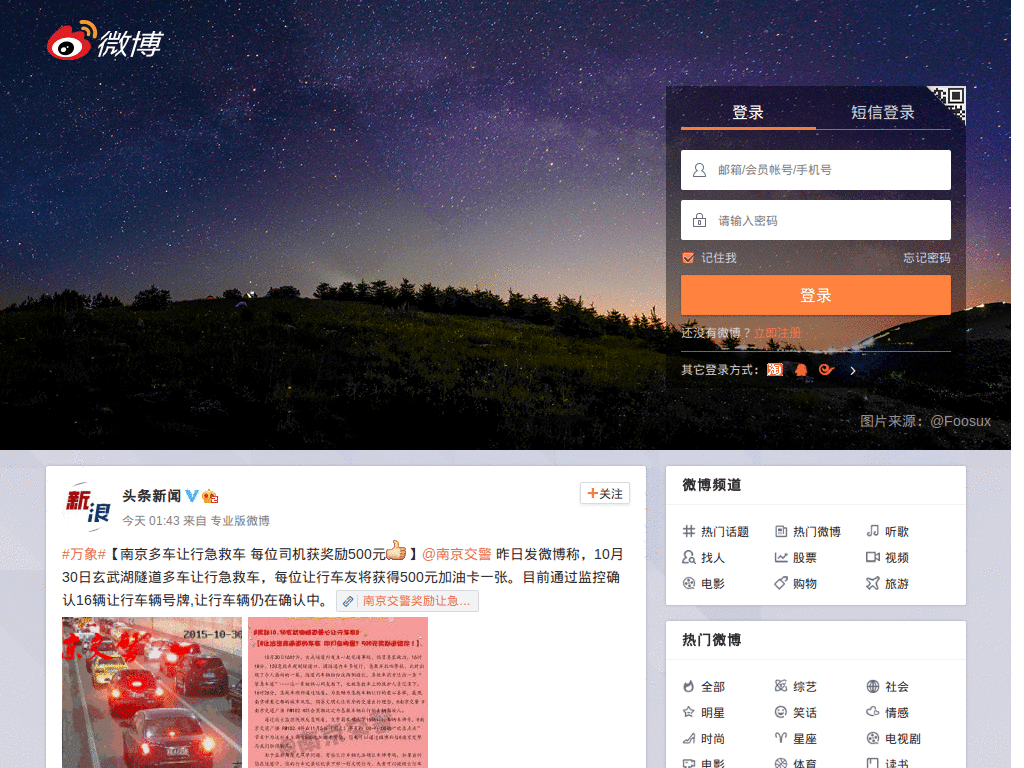 微博
登录
短信登录
邮箱/会员帐号/手机号
请输入密码
记住我
忘记密码
登录
还没有微博？立即注册
其它登录方式：
图片来源：@Foosux
新浪
头条新闻
+关注
今天 01:43 来自 专业版微博
#万象#【南京多车让行急救车 每位司机获奖励500元】@南京交警 昨日发微博称，10月
30日玄武湖隧道多车让行急救车，每位让行车友将获得500元加油卡一张。目前通过监控确
认16辆让行车辆号牌,让行车辆仍在确认中。 南京交警奖励让急...
2015-10-30
微博频道
热门话题 热门微博 听歌
找人 股票 视频
电影 购物 旅游
热门微博
全部 综艺 社会
明星 笑话 情感
时尚 星座 电视剧
电影 体育 读书